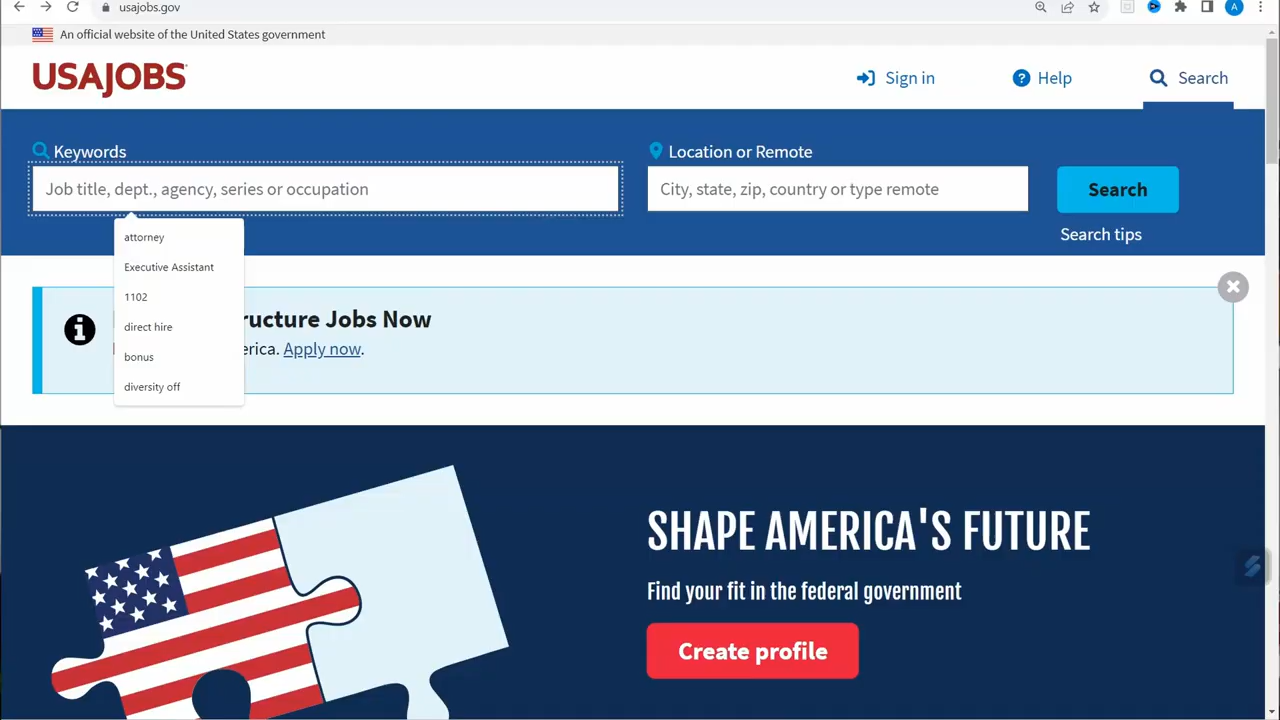 usajobs.gov
A
An official website of the United States government
USAJOBS
Sign in
? Help
Search
Keywords
Location or Remote
Job title, dept., agency, series or occupation
City, state, zip, country or type remote
Search
Search tips
attorney
Executive Assistant
1102
direct hire
bonus
diversity off
ructure Jobs Now
erica. Apply now.
SHAPE AMERICA'S FUTURE
Find your fit in the federal government
Create profile